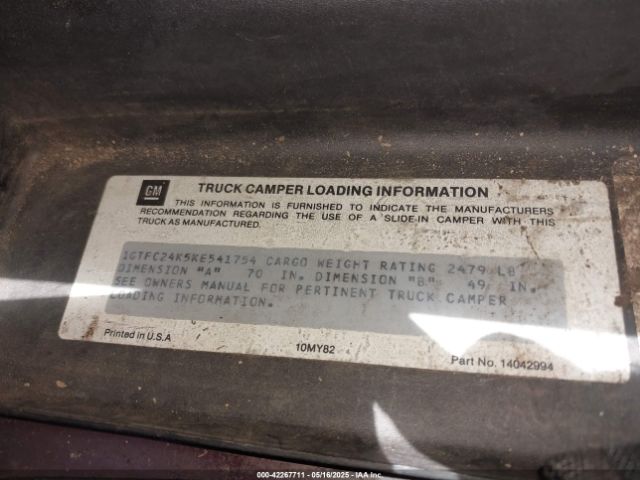 GM
TRUCK CAMPER LOADING INFORMATION
THIS INFORMATION IS FURNISHED TO INDICATE THE MANUFACTURERS
RECOMMENDATION REGARDING THE USE OF A SLIDE-IN CAMPER WITH THIS
TRUCK AS MANUFACTURED.
1GTFC24K5KE541754 CARGO WEIGHT RATING 2479 LB
DIMENSION "A" 70 IN. DIMENSION "B" 49 IN.
SEE OWNERS MANUAL FOR PERTINENT TRUCK CAMPER
LOADING INFORMATION.
Printed in U.S.A
10MY82
Part No. 14042994
000-42267711 - 05/16/2025 - IAA Inc.